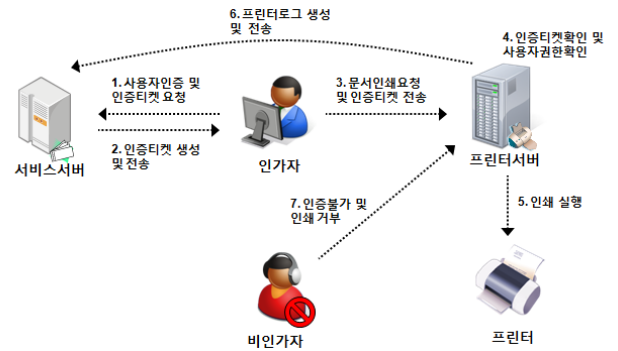 6.프린터로그 생성
및 전송
4.인증티켓확인 및
사용자권한확인
1.사용자인증 및
인증티켓 요청
3.문서인쇄요청
및 인증티켓 전송
2.인증티켓 생성
및 전송
서비스서버
인가자
프린터서버
7.인증불가 및
인쇄 거부
5.인쇄 실행
비인가자
프린터